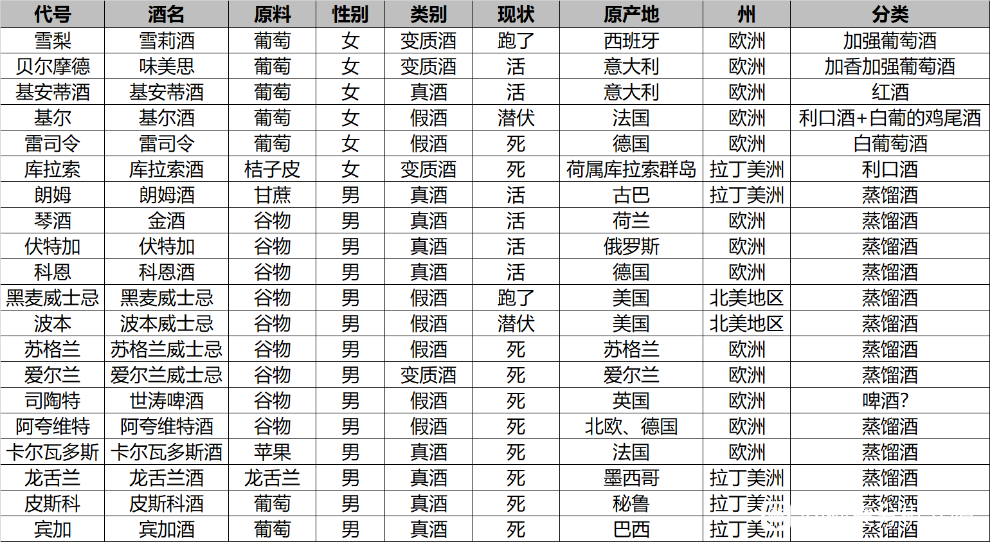 代号 酒名 原料 性别 类别 现状 原产地 州 分类
雪梨 雪莉酒 葡萄 女 变质酒 跑了 西班牙 欧洲 加强葡萄酒
贝尔摩德 味美思 葡萄 女 变质酒 活 意大利 欧洲 加香加强葡萄酒
基安蒂酒 基安蒂酒 葡萄 女 真酒 活 意大利 欧洲 红酒
基尔 基尔酒 葡萄 女 假酒 潜伏 法国 欧洲 利口酒+白葡的鸡尾酒
雷司令 雷司令 葡萄 女 假酒 死 德国 欧洲 白葡萄酒
库拉索 库拉索酒 桔子皮 女 变质酒 死 荷属库拉索群岛 拉丁美洲 利口酒
朗姆 朗姆酒 甘蔗 男 真酒 活 古巴 拉丁美洲 蒸馏酒
琴酒 金酒 谷物 男 真酒 活 荷兰 欧洲 蒸馏酒
伏特加 伏特加 谷物 男 真酒 活 俄罗斯 欧洲 蒸馏酒
科恩 科恩酒 谷物 男 真酒 活 德国 欧洲 蒸馏酒
黑麦威士忌 黑麦威士忌 谷物 男 假酒 跑了 美国 北美地区 蒸馏酒
波本 波本威士忌 谷物 男 假酒 潜伏 美国 北美地区 蒸馏酒
苏格兰 苏格兰威士忌 谷物 男 假酒 死 苏格兰 欧洲 蒸馏酒
爱尔兰 爱尔兰威士忌 谷物 男 变质酒 死 爱尔兰 欧洲 蒸馏酒
司陶特 世涛啤酒 谷物 男 假酒 死 英国 欧洲 啤酒？
阿夸维特 阿夸维特酒 谷物 男 假酒 死 北欧、德国 欧洲 蒸馏酒
卡尔瓦多斯 卡尔瓦多斯酒 苹果 男 真酒 死 法国 欧洲 蒸馏酒
龙舌兰 龙舌兰酒 龙舌兰 男 真酒 死 墨西哥 拉丁美洲 蒸馏酒
皮斯科 皮斯科酒 葡萄 男 真酒 死 秘鲁 拉丁美洲 蒸馏酒
宾加 宾加酒 葡萄 男 真酒 死 巴西 拉丁美洲 蒸馏酒